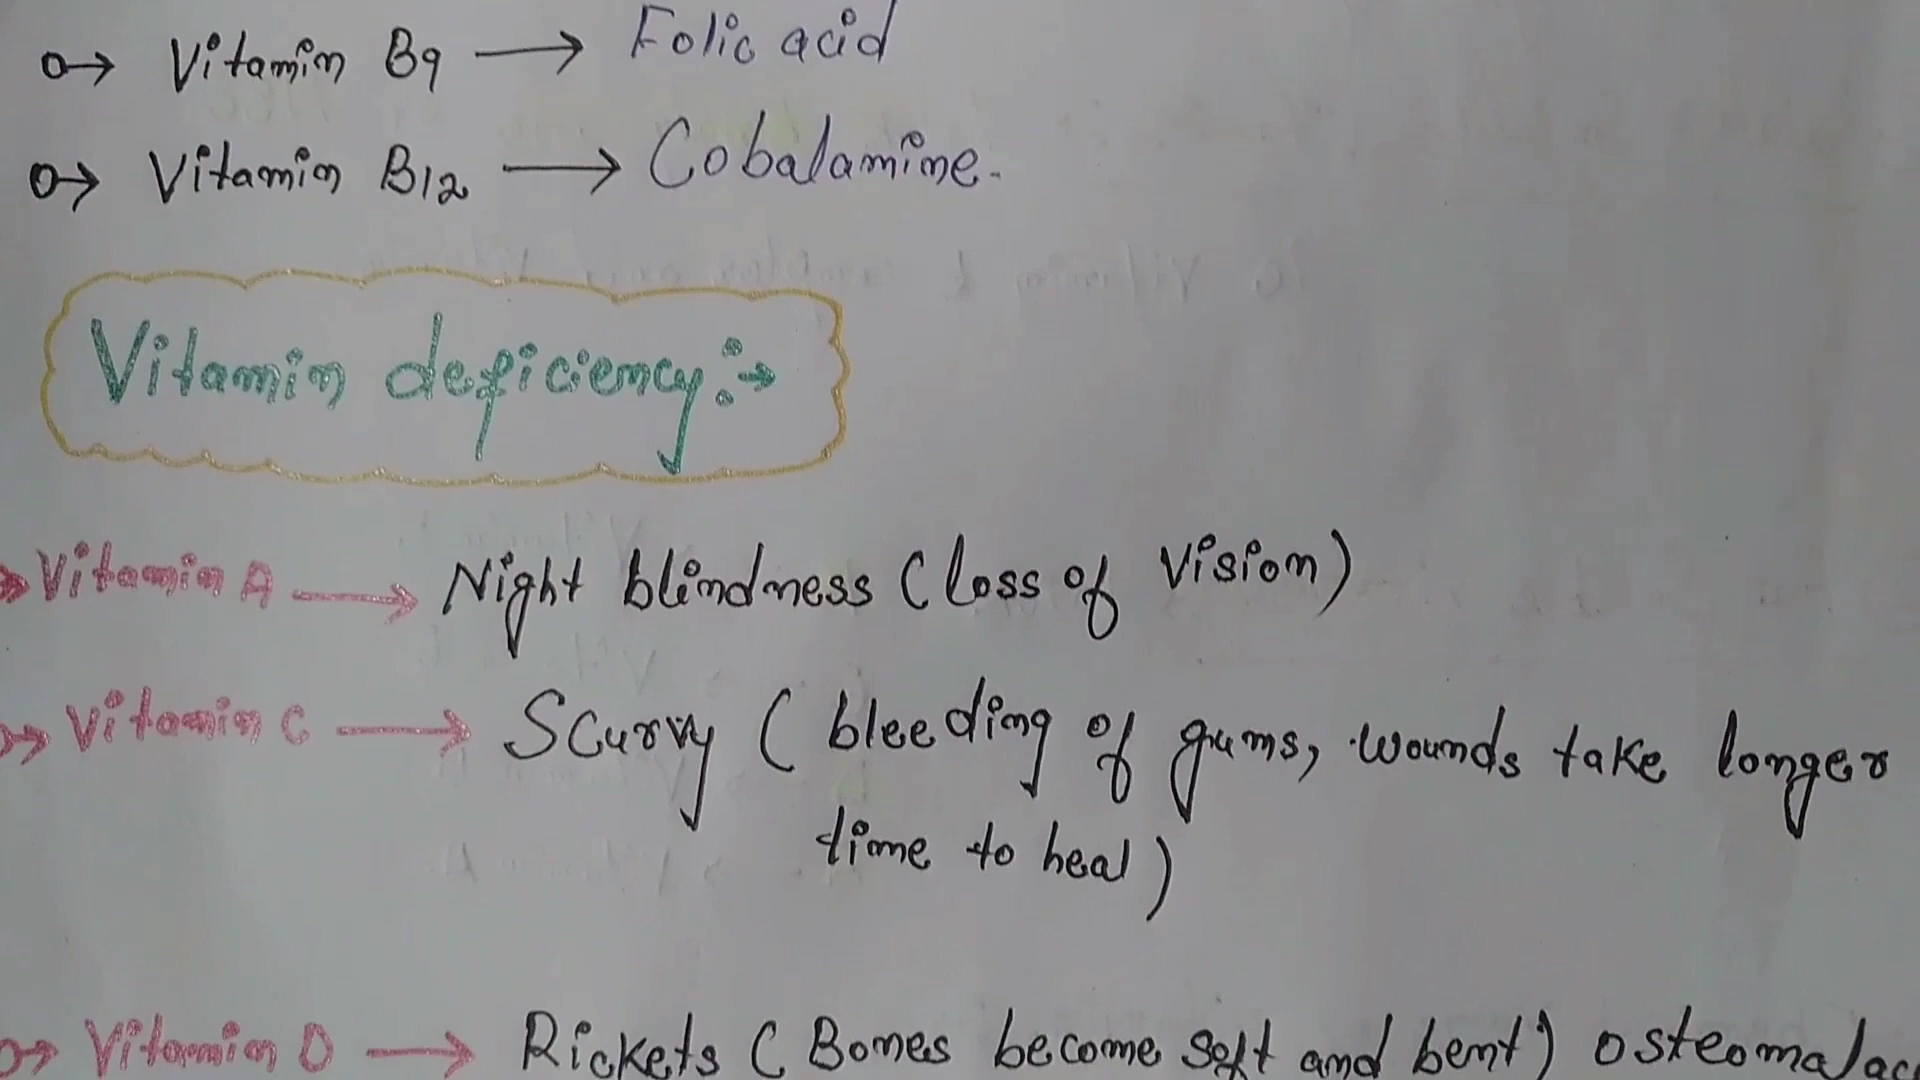 Vitamin B9 → Folic acid
Vitamin B12 → Cobalamine.
Vitamin deficiency:→
Vitamin A → Night blindness (loss of vision)
Vitamin C → Scurvy (bleeding of gums, wounds take longer
time to heal)
Vitamin D → Rickets (Bones become soft and bent) osteomalac